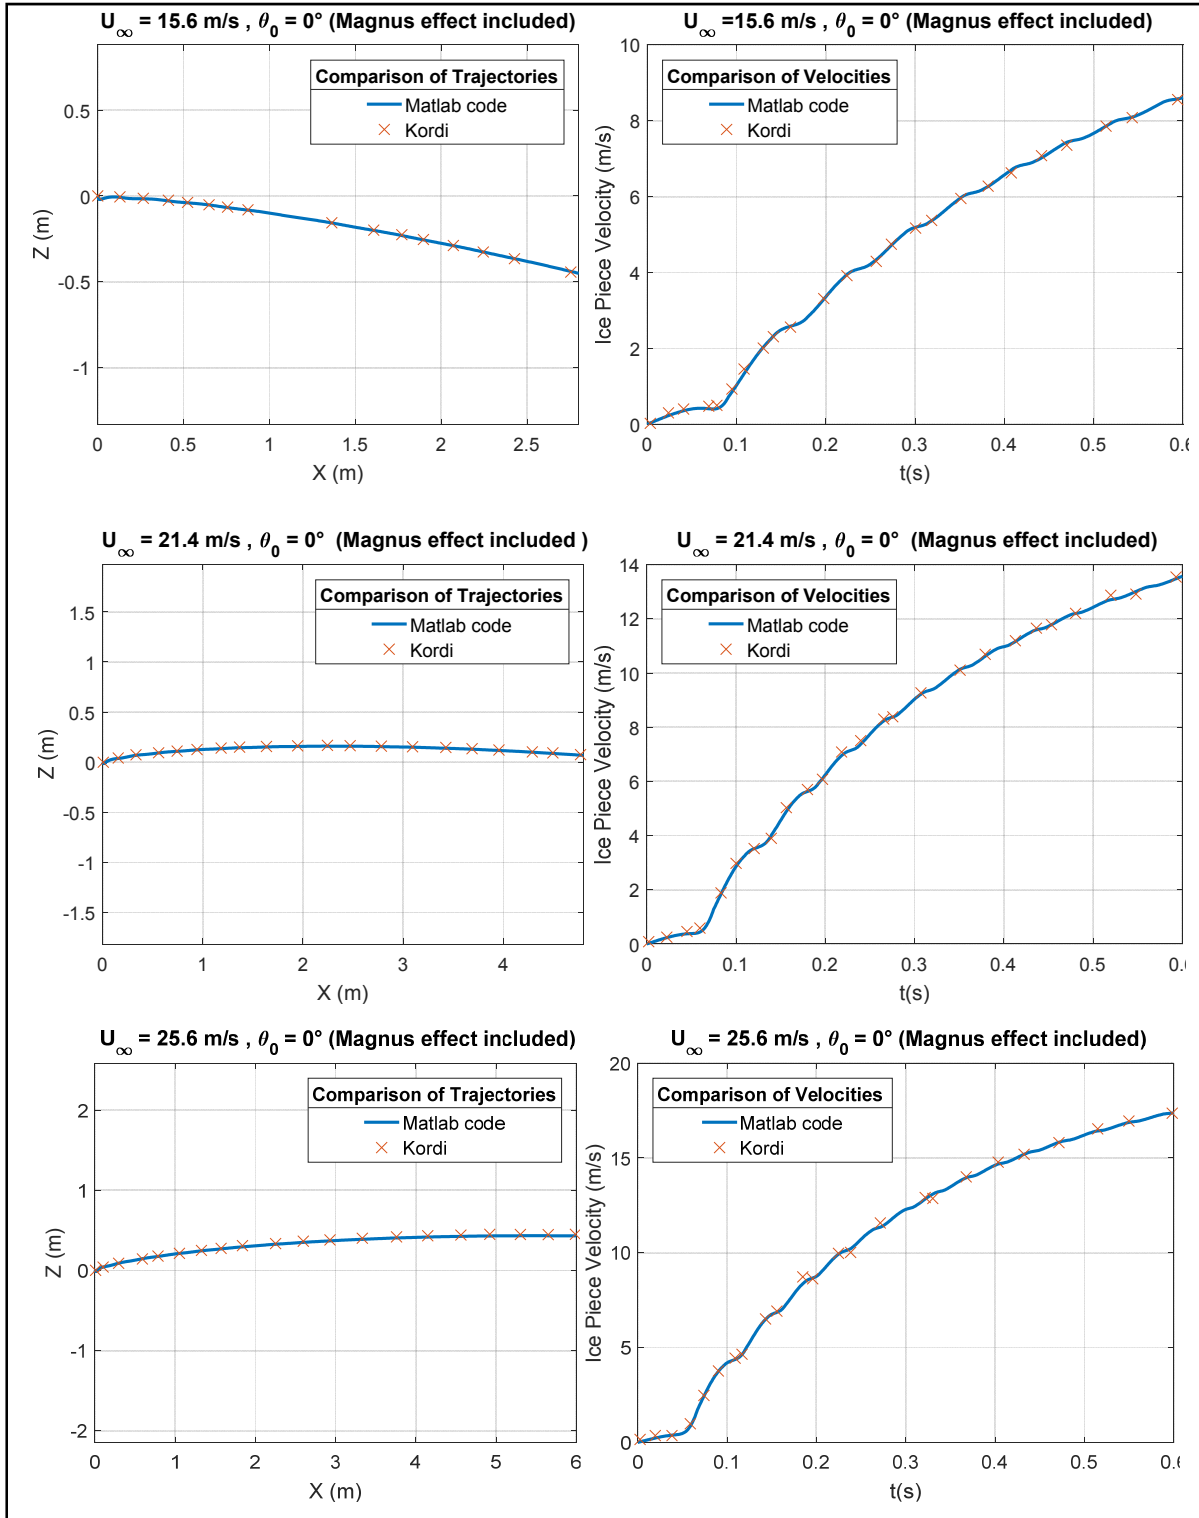 U∞ = 15.6 m/s , θ0 = 0° (Magnus effect included)
Comparison of Trajectories
Matlab code
Kordi
0.5
0
-0.5
-1
Z (m)
0 0.5 1 1.5 2 2.5
X (m)
U∞ =15.6 m/s , θ0 = 0° (Magnus effect included)
Comparison of Velocities
Matlab code
Kordi
10
8
6
4
2
0
Ice Piece Velocity (m/s)
0 0.1 0.2 0.3 0.4 0.5 0.6
t(s)
U∞ = 21.4 m/s , θ0 = 0° (Magnus effect included )
Comparison of Trajectories
Matlab code
Kordi
1.5
1
0.5
0
-0.5
-1
-1.5
Z (m)
0 1 2 3 4
X (m)
U∞ = 21.4 m/s , θ0 = 0° (Magnus effect included)
Comparison of Velocities
Matlab code
Kordi
14
12
10
8
6
4
2
0
Ice Piece Velocity (m/s)
0 0.1 0.2 0.3 0.4 0.5 0.6
t(s)
U∞ = 25.6 m/s , θ0 = 0° (Magnus effect included)
Comparison of Trajectories
Matlab code
Kordi
2
1
0
-1
-2
Z (m)
0 1 2 3 4 5 6
X (m)
U∞ = 25.6 m/s , θ0 = 0° (Magnus effect included)
Comparison of Velocities
Matlab code
Kordi
20
15
10
5
0
Ice Piece Velocity (m/s)
0 0.1 0.2 0.3 0.4 0.5 0.6
t(s)